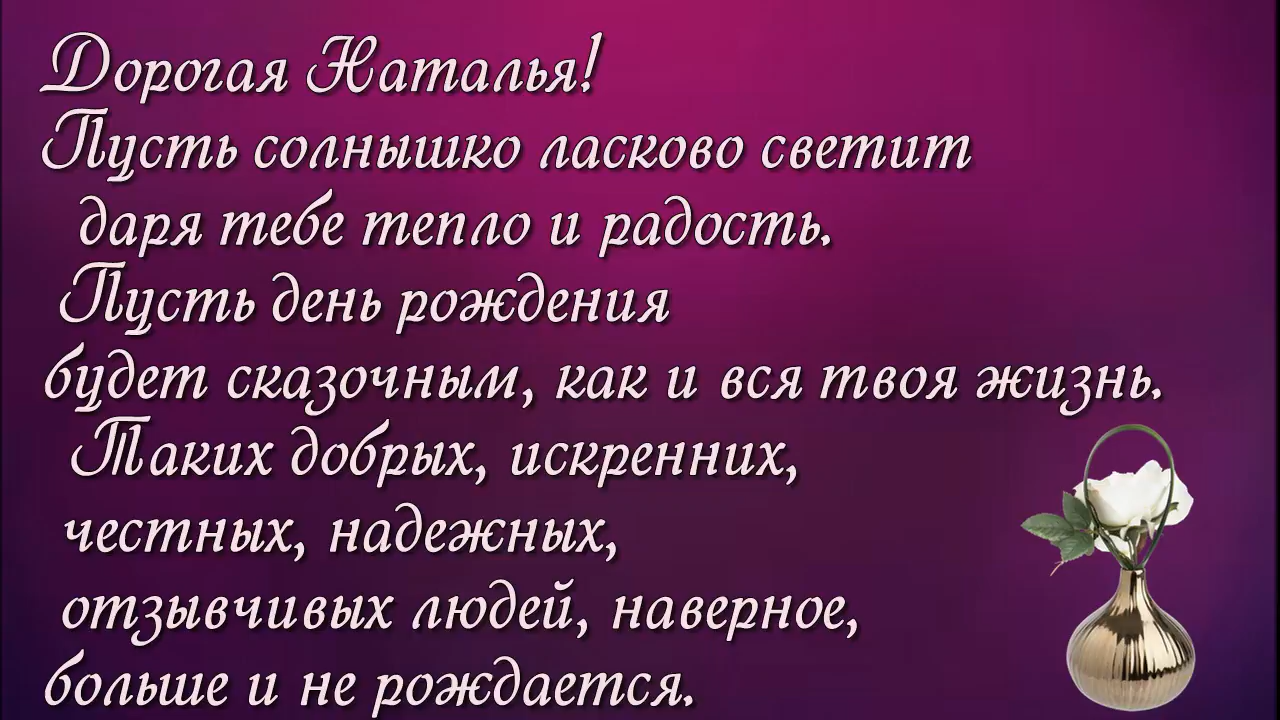 Дорогая Наталья!
Пусть солнышко ласково светит
даря тебе тепло и радость.
Пусть день рождения
будет сказочным, как и вся твоя жизнь.
Таких добрых, искренних,
честных, надежных,
отзывчивых людей, наверное,
больше и не рождается.